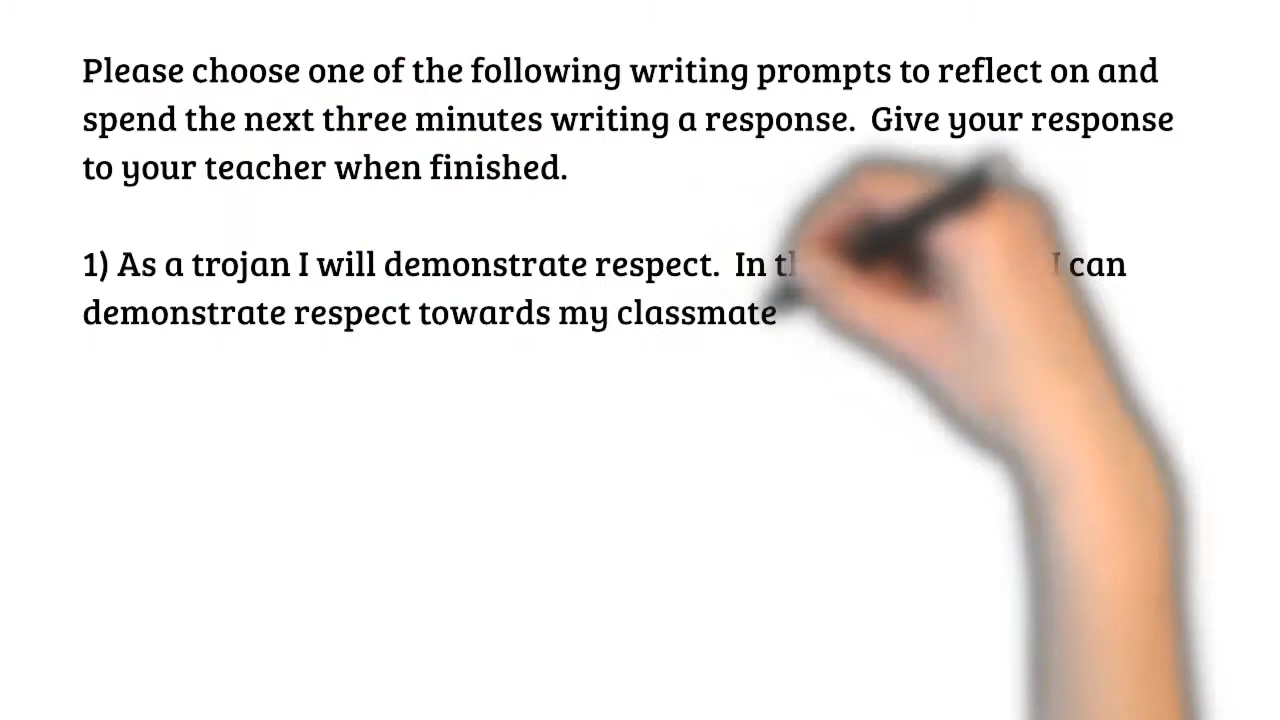 Please choose one of the following writing prompts to reflect on and
spend the next three minutes writing a response. Give your response
to your teacher when finished.
1) As a trojan I will demonstrate respect. In I can
demonstrate respect towards my classmate